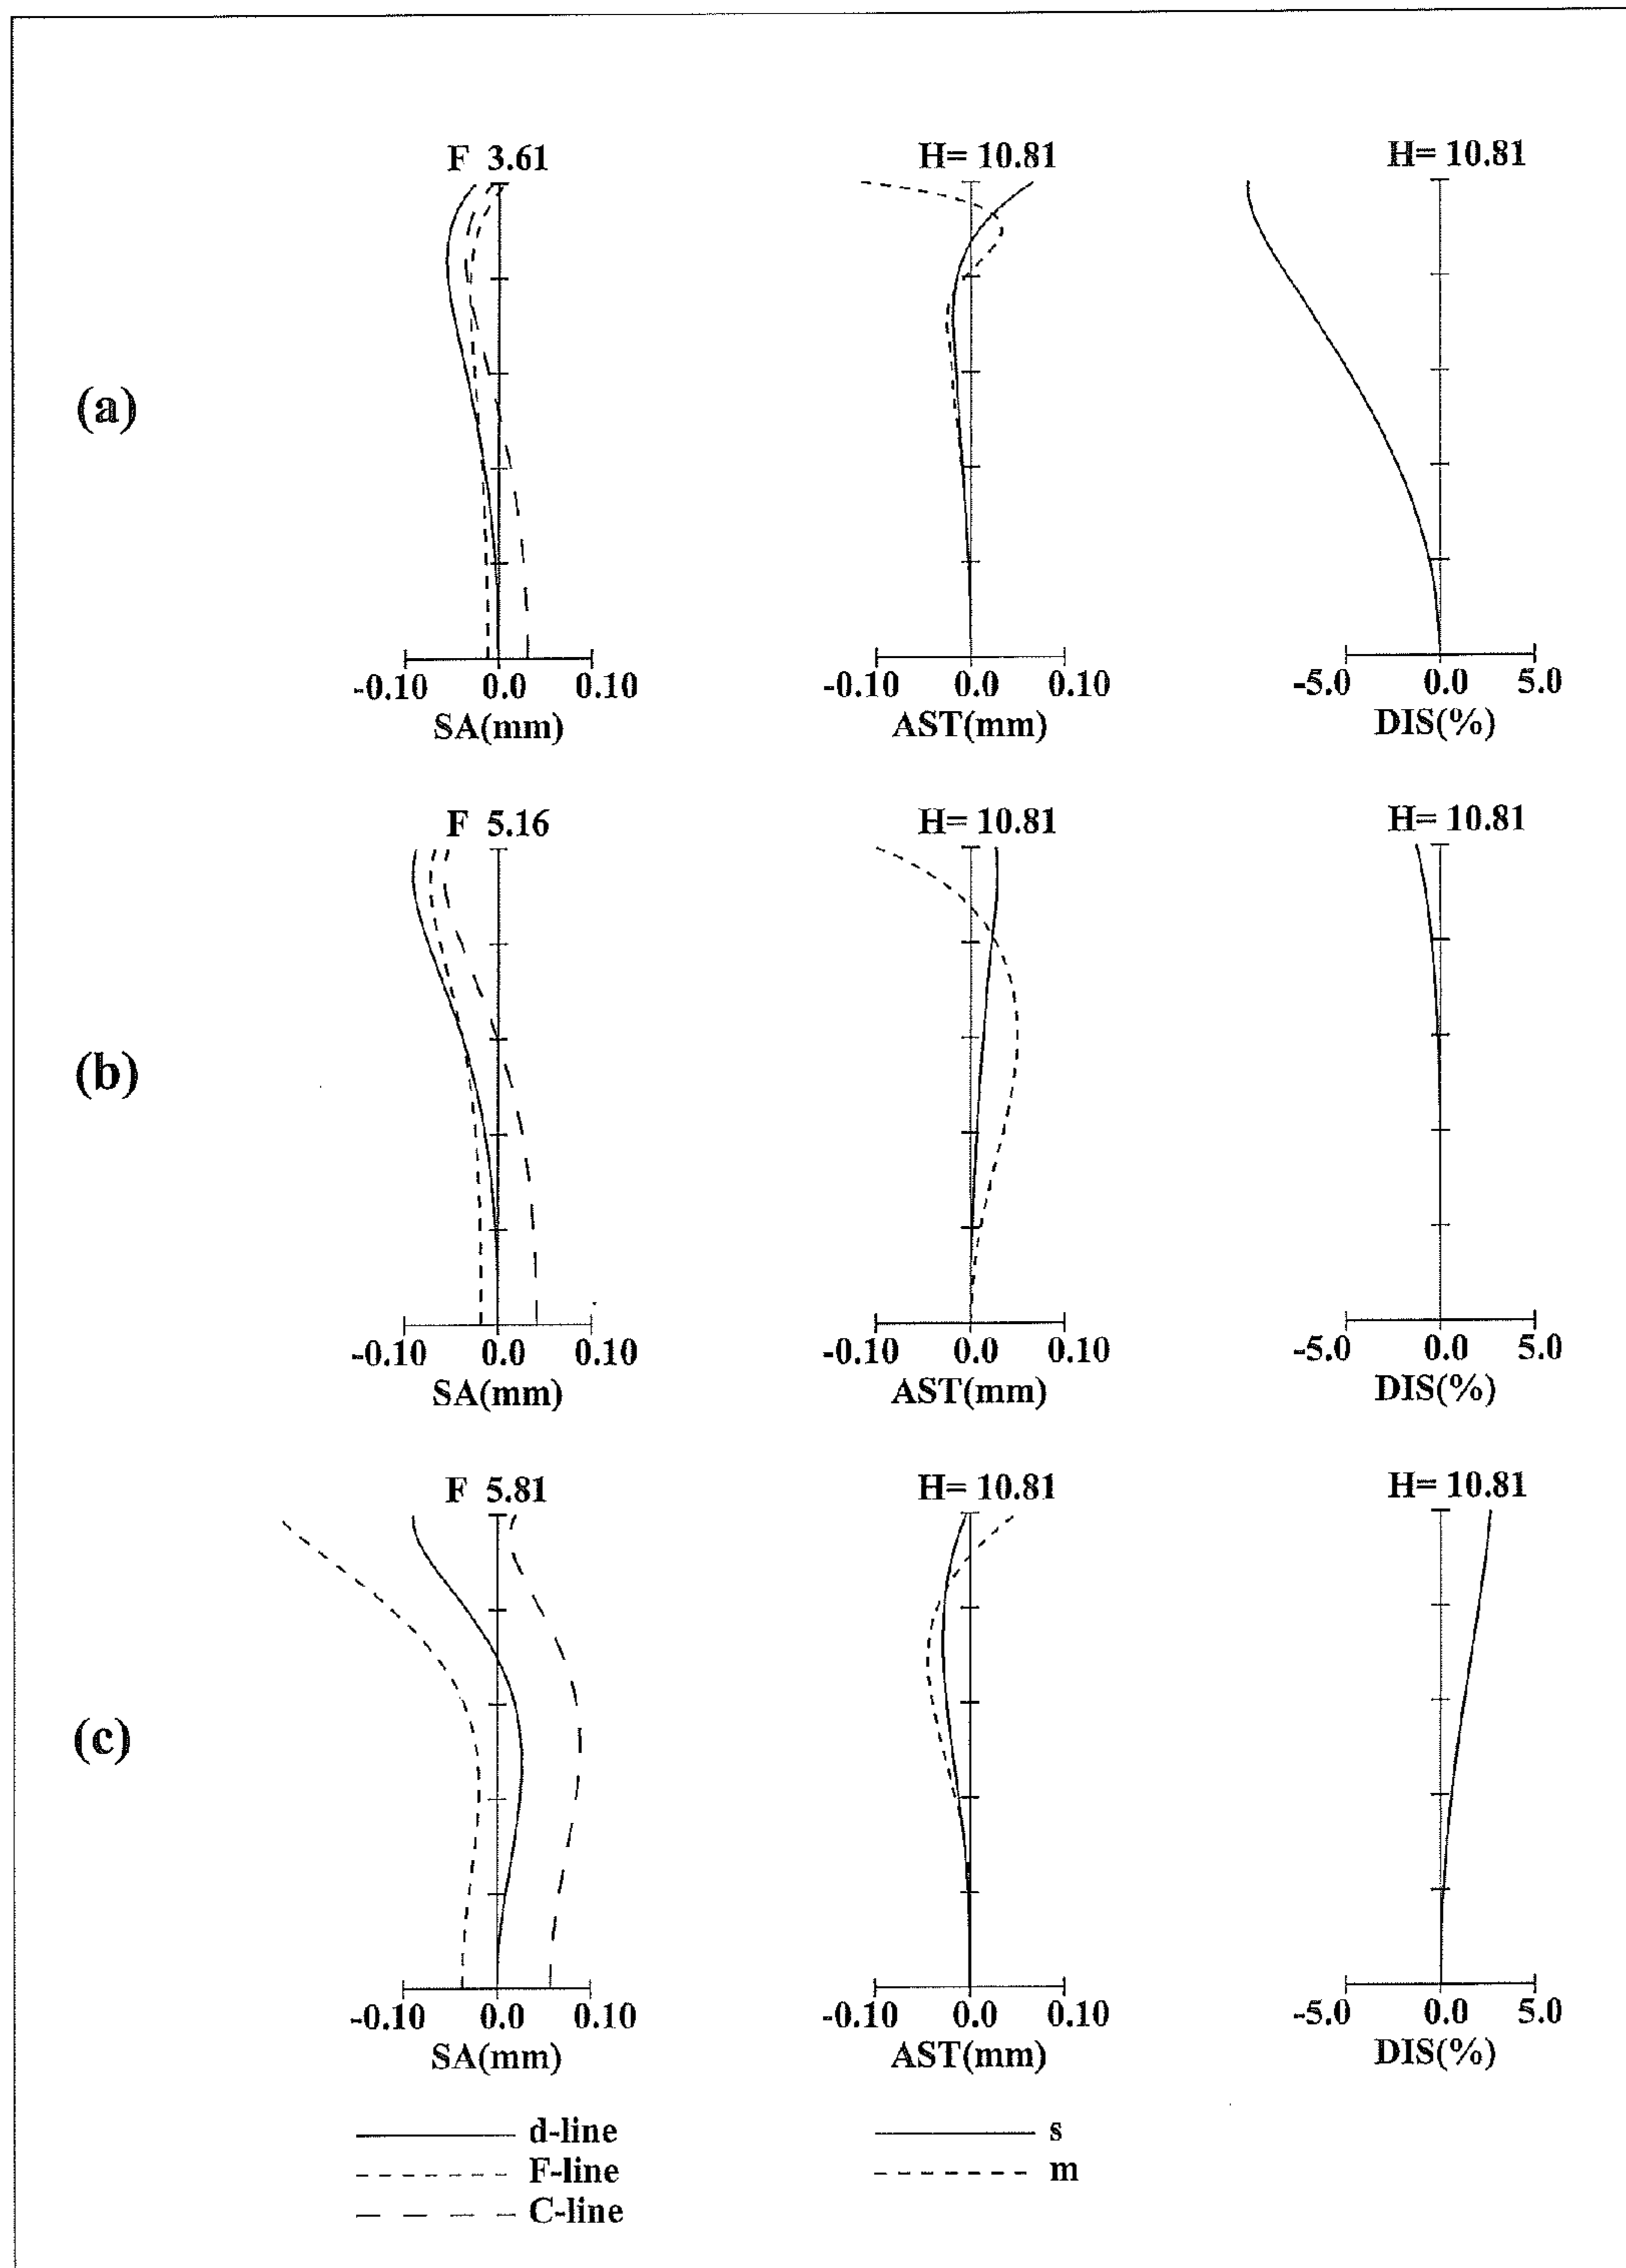 F 3.61
H= 10.81
H= 10.81
(a)
-0.10 0.0 0.10
SA(mm)
-0.10 0.0 0.10
AST(mm)
-5.0 0.0 5.0
DIS(%)
F 5.16
H= 10.81
H= 10.81
(b)
-0.10 0.0 0.10
SA(mm)
-0.10 0.0 0.10
AST(mm)
-5.0 0.0 5.0
DIS(%)
F 5.81
H= 10.81
H= 10.81
(c)
-0.10 0.0 0.10
SA(mm)
-0.10 0.0 0.10
AST(mm)
-5.0 0.0 5.0
DIS(%)
d-line
F-line
C-line
s
m